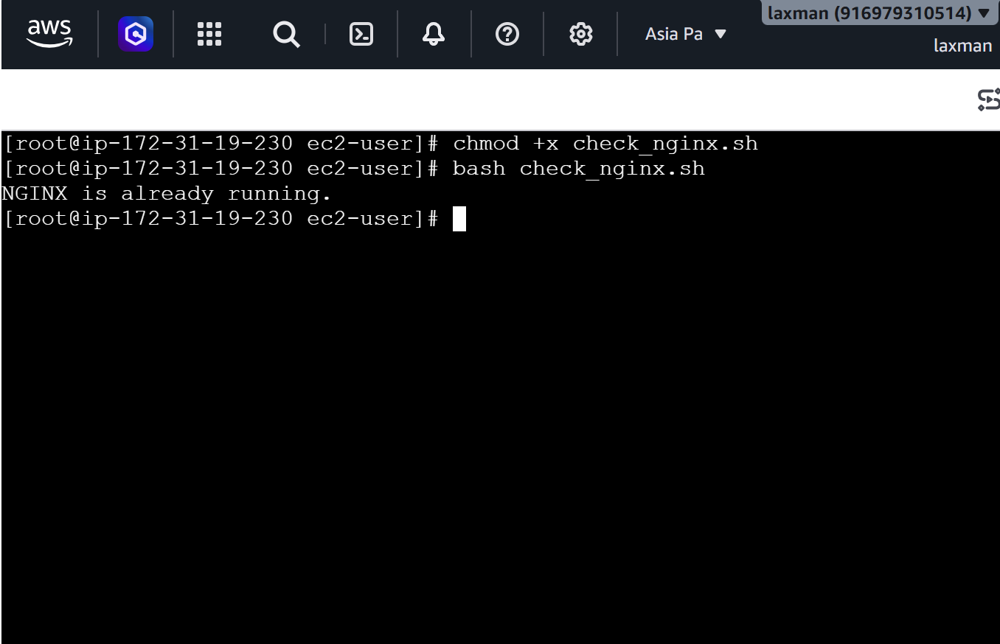 aws
Asia Pa
laxman (916979310514)
laxman
[root@ip-172-31-19-230 ec2-user]# chmod +x check_nginx.sh
[root@ip-172-31-19-230 ec2-user]# bash check_nginx.sh
NGINX is already running.
[root@ip-172-31-19-230 ec2-user]#